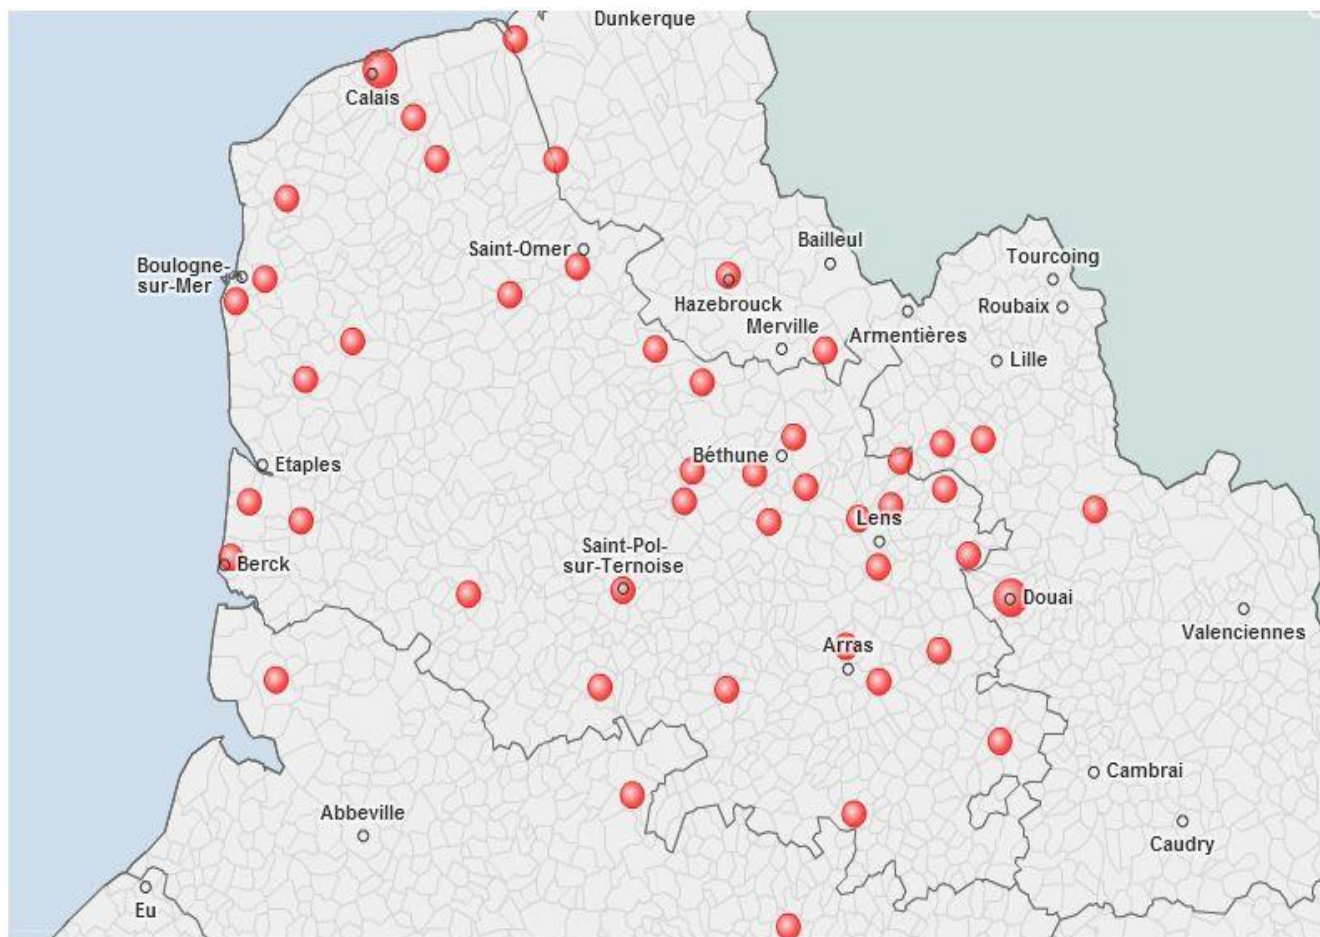 Dunkerque
Calais
Saint-Omer
Bailleul
Tourcoing
Boulogne-
sur-Mer
Hazebrouck
Roubaix
Merville
Armentières
Lille
Béthune
Etaples
Lens
Saint-Pol-
sur-Ternoise
Berck
Douai
Valenciennes
Arras
Cambrai
Abbeville
Caudry
Eu